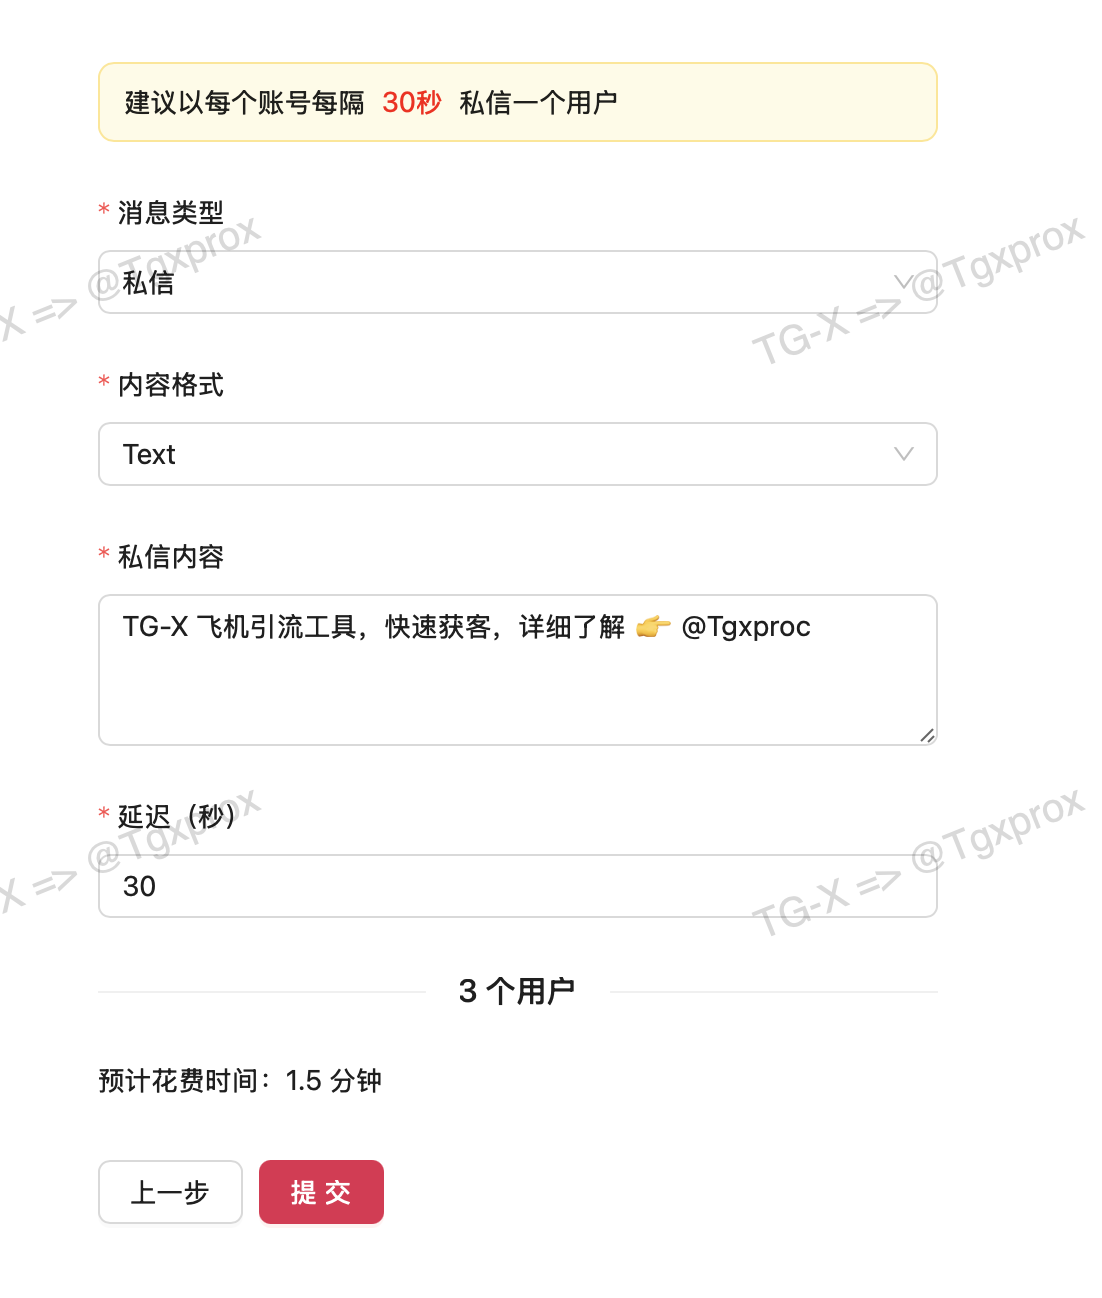 建议以每个账号每隔 30秒 私信一个用户
* 消息类型
私信
X => @Tgxprox
TG-X => @Tgxprox
* 内容格式
Text
* 私信内容
TG-X 飞机引流工具，快速获客，详细了解 👉 @Tgxproc
* 延迟（秒）
30
X => @Tgxprox
TG-X => @Tgxprox
3 个用户
预计花费时间：1.5 分钟
上一步
提 交